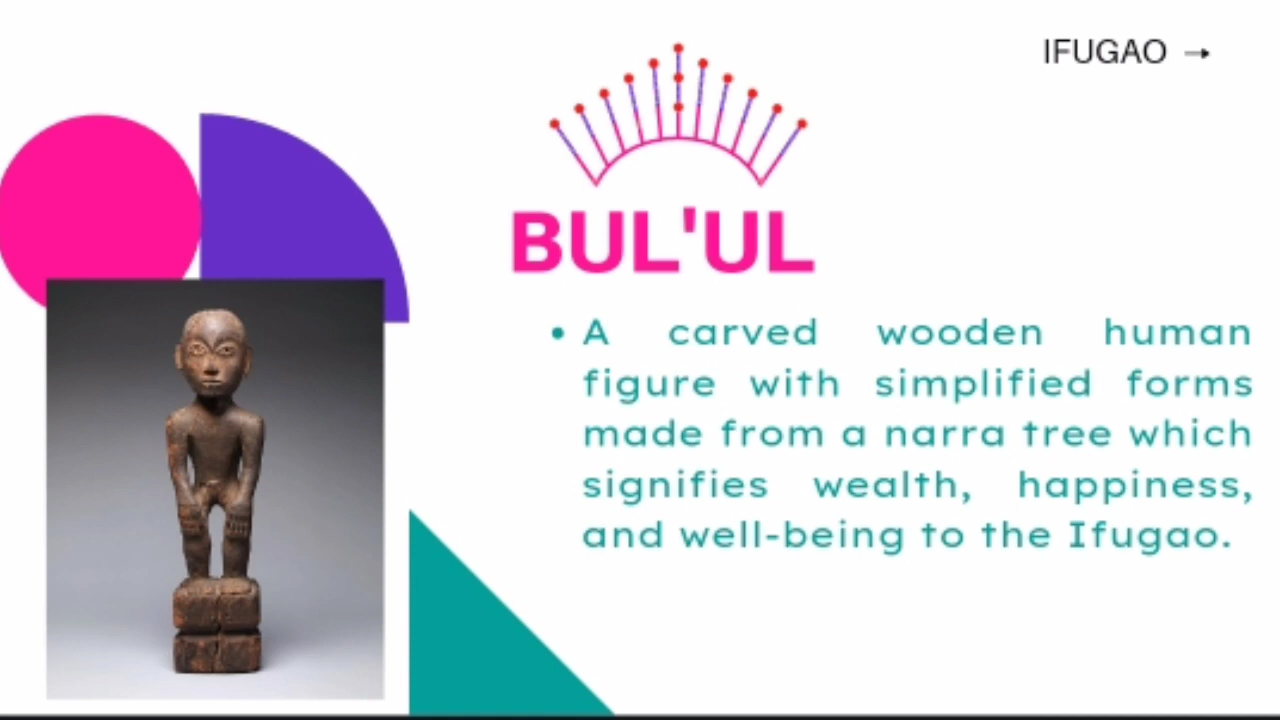 IFUGAO →
BUL'UL
• A carved wooden human
figure with simplified forms
made from a narra tree which
signifies wealth, happiness,
and well-being to the Ifugao.